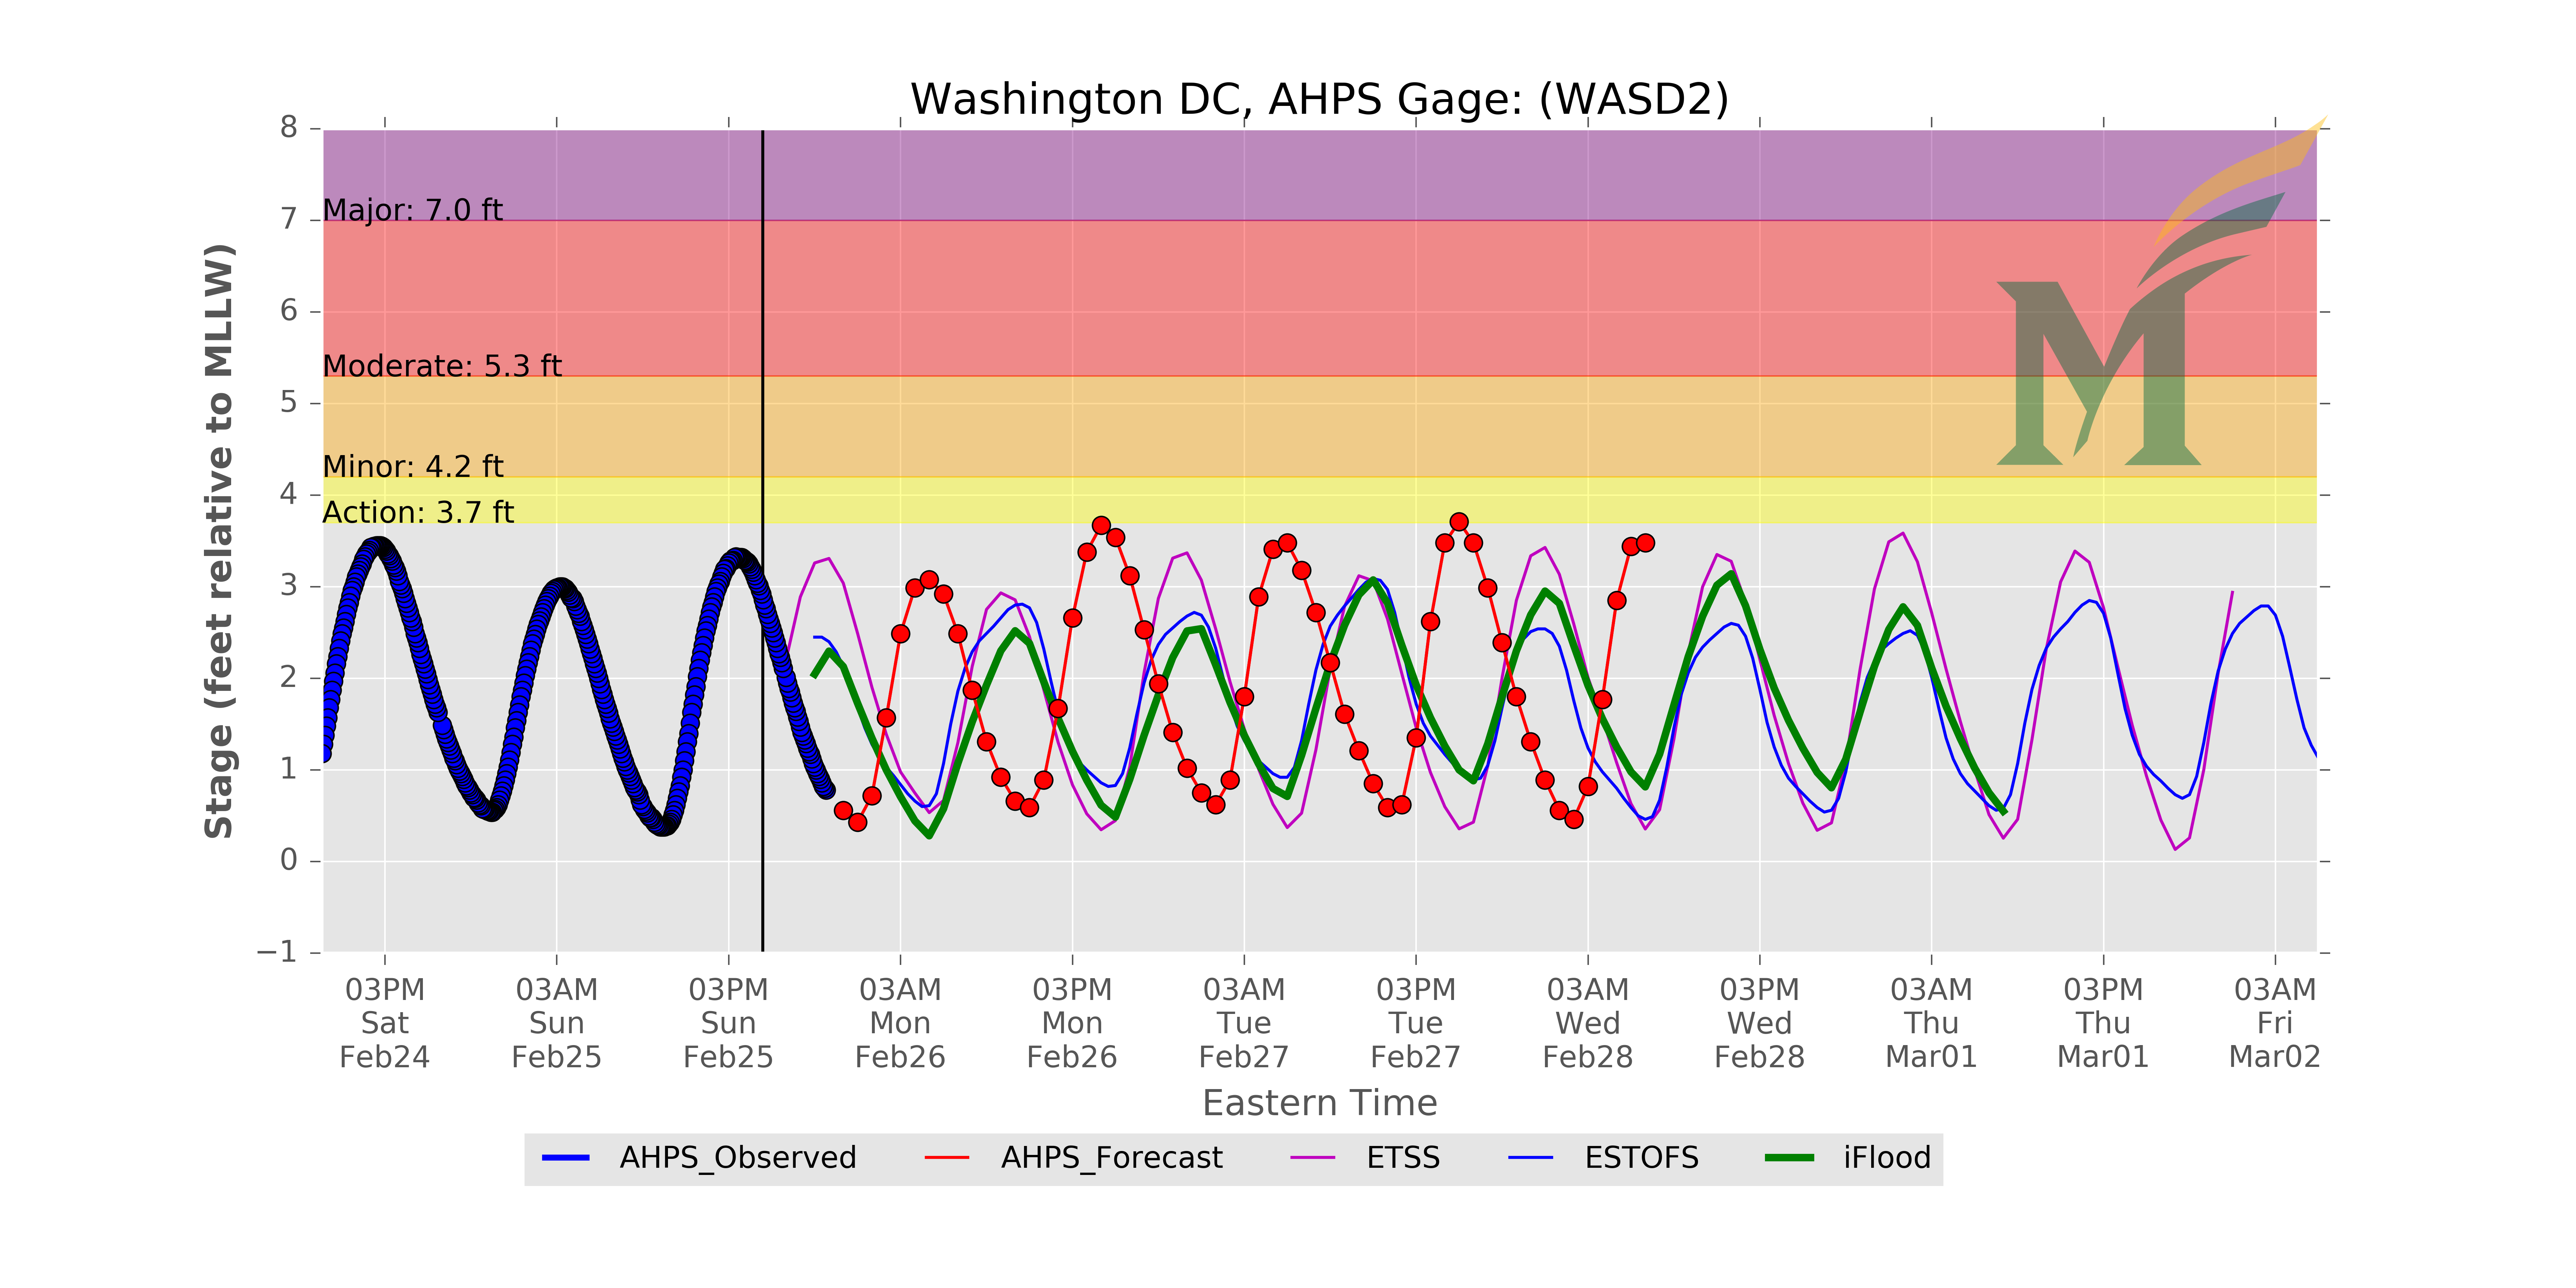 Washington DC, AHPS Gage: (WASD2)
Stage (feet relative to MLLW)
8
7
6
5
4
3
2
1
0
−1
Major: 7.0 ft
Moderate: 5.3 ft
Minor: 4.2 ft
Action: 3.7 ft
M
03PM 03AM 03PM 03AM 03PM 03AM 03PM 03AM 03PM 03AM 03PM 03AM
Sat Sun Sun Mon Mon Tue Tue Wed Wed Thu Thu Fri
Feb24 Feb25 Feb25 Feb26 Feb26 Feb27 Feb27 Feb28 Feb28 Mar01 Mar01 Mar02
Eastern Time
AHPS_Observed AHPS_Forecast ETSS ESTOFS iFlood